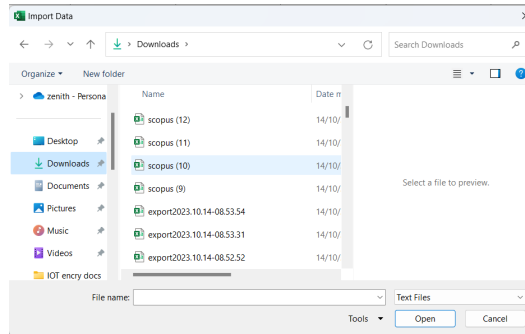 Import Data
Downloads
Search Downloads
Organize
New folder
zenith - Persona
Name
Date m
scopus (12)
14/10/
Desktop
scopus (11)
14/10/
Downloads
scopus (10)
14/10/
Documents
scopus (9)
14/10/
Select a file to preview.
Pictures
export2023.10.14-08.53.54
14/10/
Music
export2023.10.14-08.53.31
14/10/
Videos
export2023.10.14-08.52.52
14/10/
IOT encry docs
File name:
Text Files
Tools
Open
Cancel